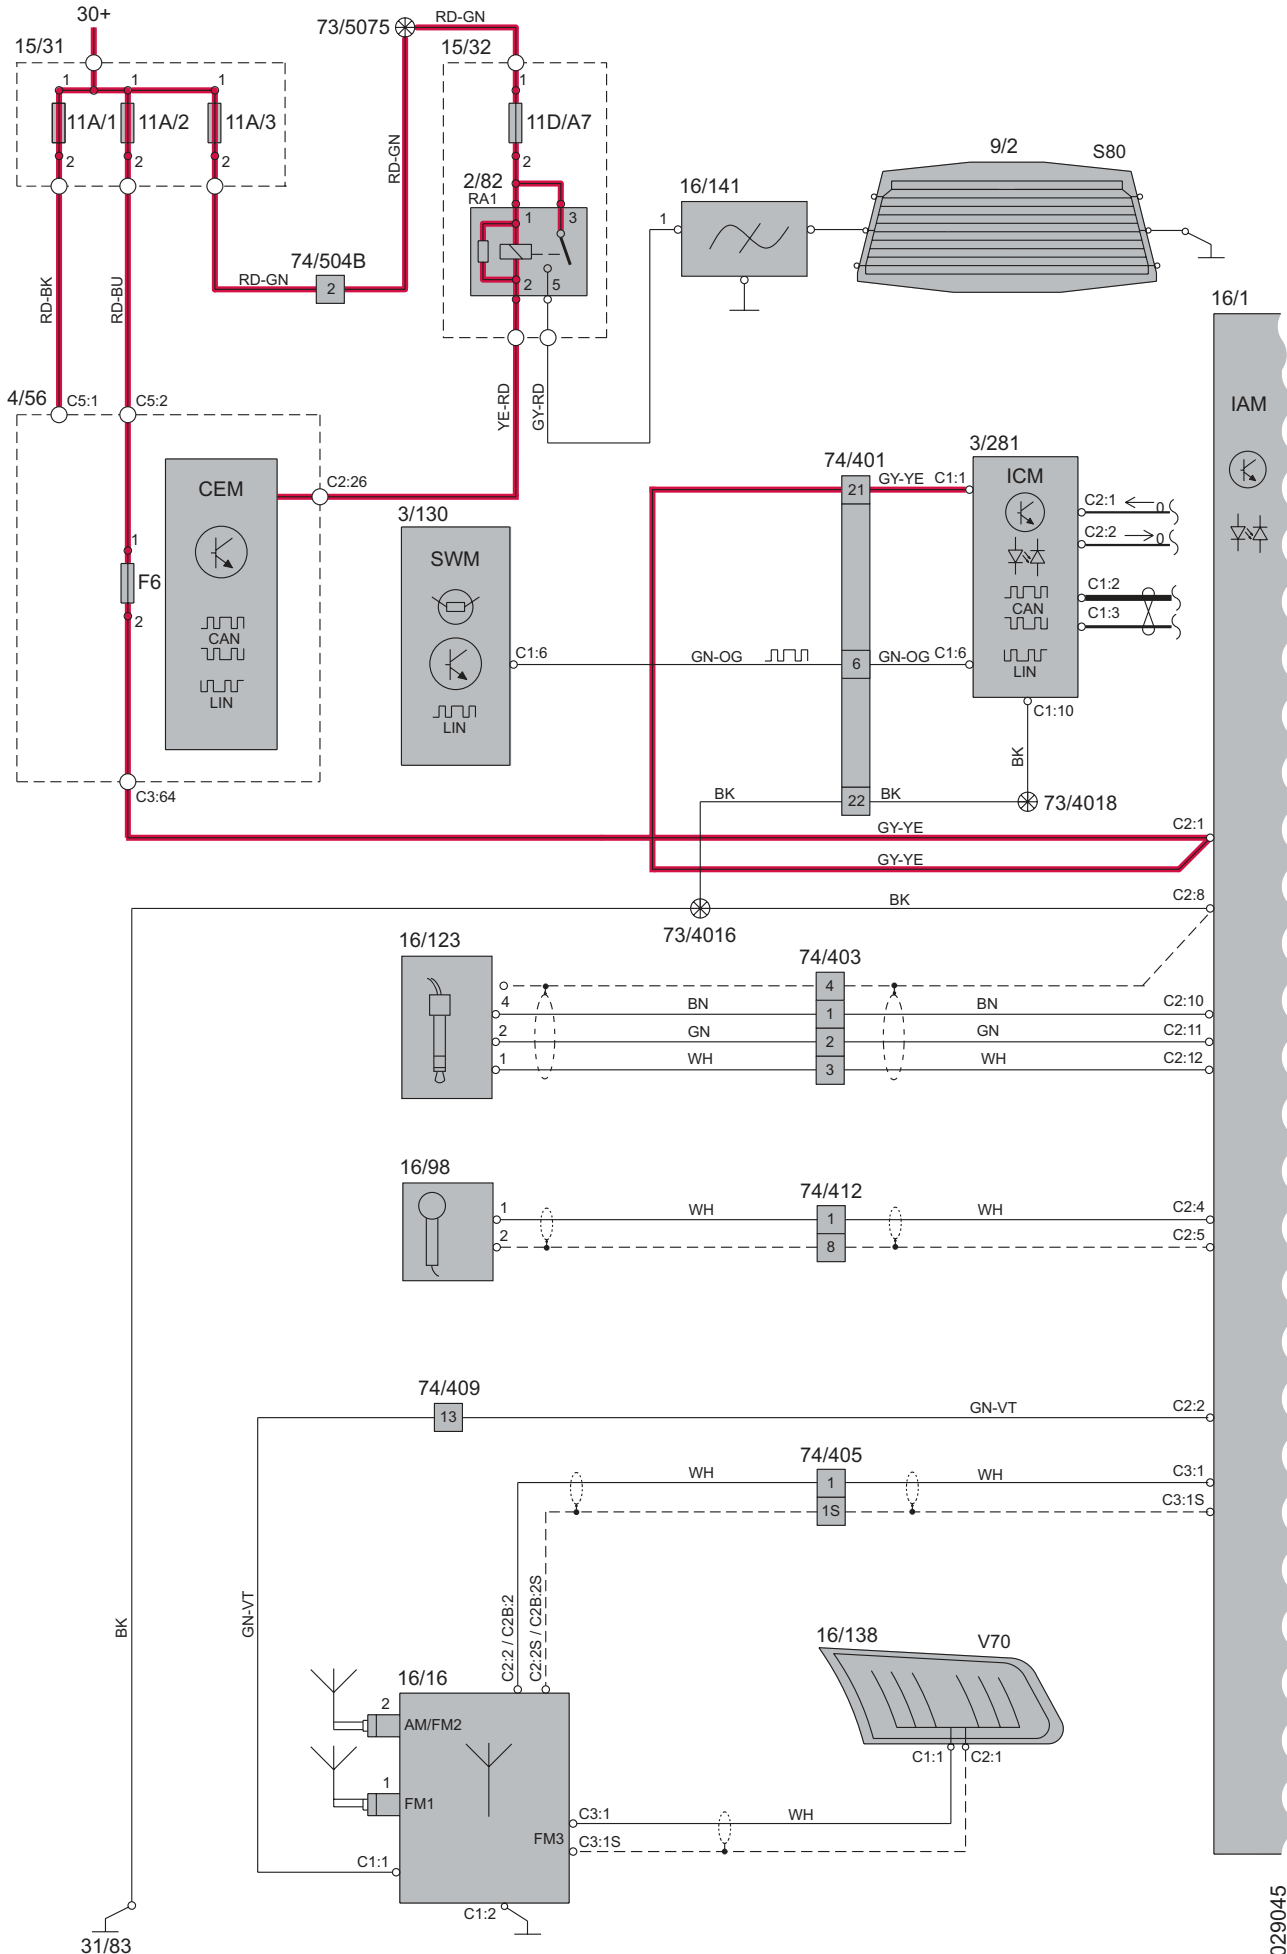 30+
73/5075
RD-GN
15/31
15/32
1
1
1
1
11A/1
11A/2
11A/3
11D/A7
2
2
2
2
RD-GN
9/2
S80
2/82
RA1
16/141
1
3
1
74/504B
RD-GN
2
2
5
16/1
RD-BK
RD-BU
YE-RD
GY-RD
4/56
C5:1
C5:2
IAM
3/281
74/401
CEM
C2:26
21
GY-YE
C1:1
ICM
C2:1
0
3/130
C2:2
0
SWM
1
F6
2
CAN
LIN
C1:2
CAN
C1:3
C1:6
GN-OG
6
GN-OG
C1:6
LIN
LIN
C1:10
BK
C3:64
BK
22
BK
73/4018
GY-YE
C2:1
GY-YE
BK
C2:8
73/4016
16/123
74/403
4
4
BN
1
BN
C2:10
2
GN
2
GN
C2:11
1
WH
3
WH
C2:12
16/98
74/412
1
WH
1
WH
C2:4
2
8
C2:5
74/409
13
GN-VT
C2:2
74/405
WH
1
WH
C3:1
1S
C3:1S
BK
GN-VT
C2:2 / C2B:2
C2:2S / C2B:2S
16/138
V70
16/16
2
AM/FM2
C1:1
C2:1
1
FM1
C3:1
WH
FM3
C3:1S
C1:1
C1:2
31/83
029045